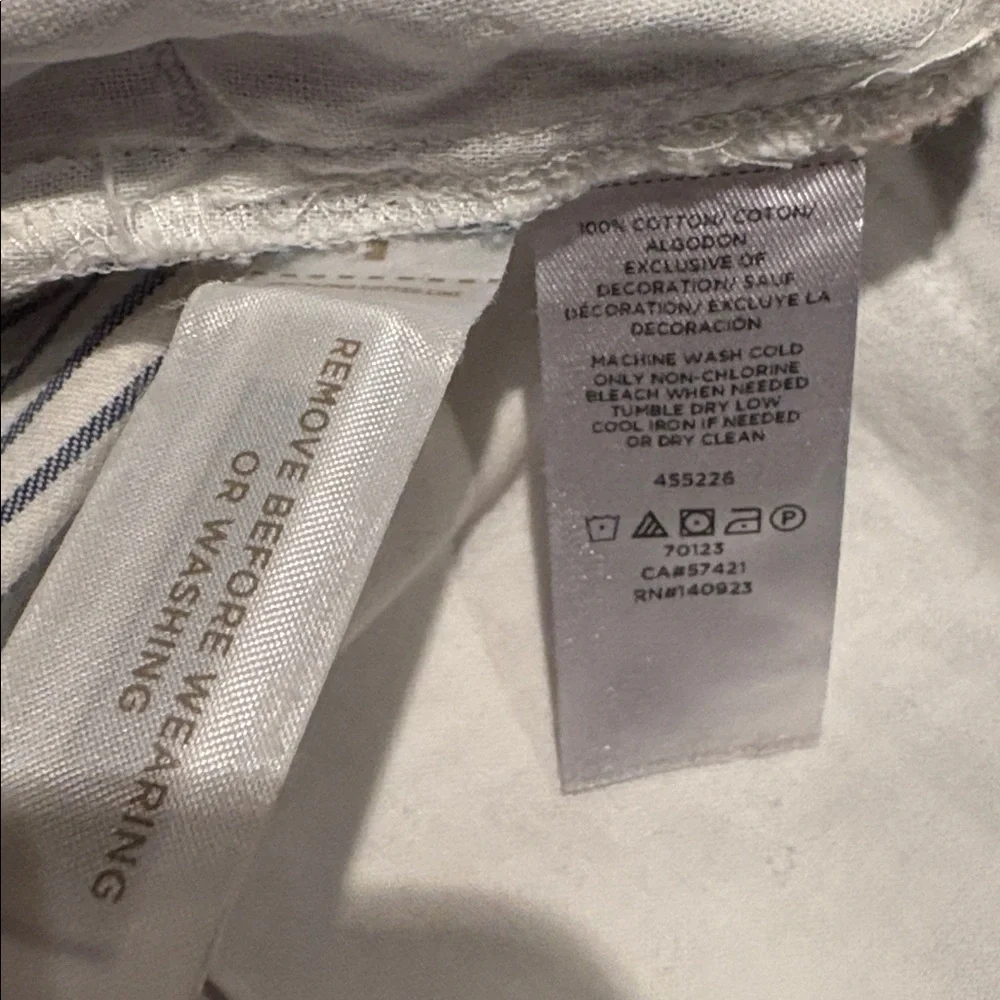 REMOVE BEFORE WEARING
OR WASHING
100% COTTON/ COTON/
ALGODON
EXCLUSIVE OF
DECORATION/ SAUF
DÉCORATION/ EXCLUYE LA
DECORACIÓN
MACHINE WASH COLD
ONLY NON-CHLORINE
BLEACH WHEN NEEDED
TUMBLE DRY LOW
COOL IRON IF NEEDED
OR DRY CLEAN
455226
P
70123
CA#57421
RN#140923